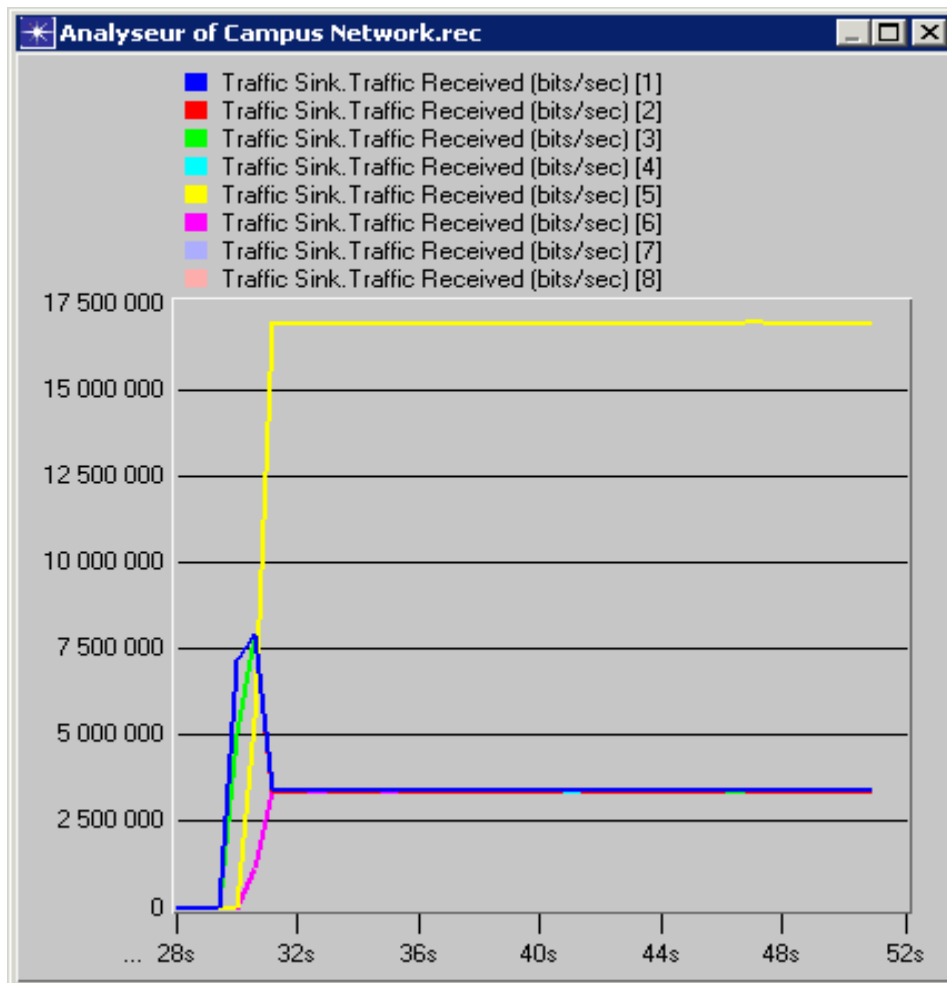 Analyseur of Campus Network.rec
Traffic Sink.Traffic Received (bits/sec) [1]
Traffic Sink.Traffic Received (bits/sec) [2]
Traffic Sink.Traffic Received (bits/sec) [3]
Traffic Sink.Traffic Received (bits/sec) [4]
Traffic Sink.Traffic Received (bits/sec) [5]
Traffic Sink.Traffic Received (bits/sec) [6]
Traffic Sink.Traffic Received (bits/sec) [7]
Traffic Sink.Traffic Received (bits/sec) [8]
17 500 000
15 000 000
12 500 000
10 000 000
7 500 000
5 000 000
2 500 000
0
... 28s 32s 36s 40s 44s 48s 52s